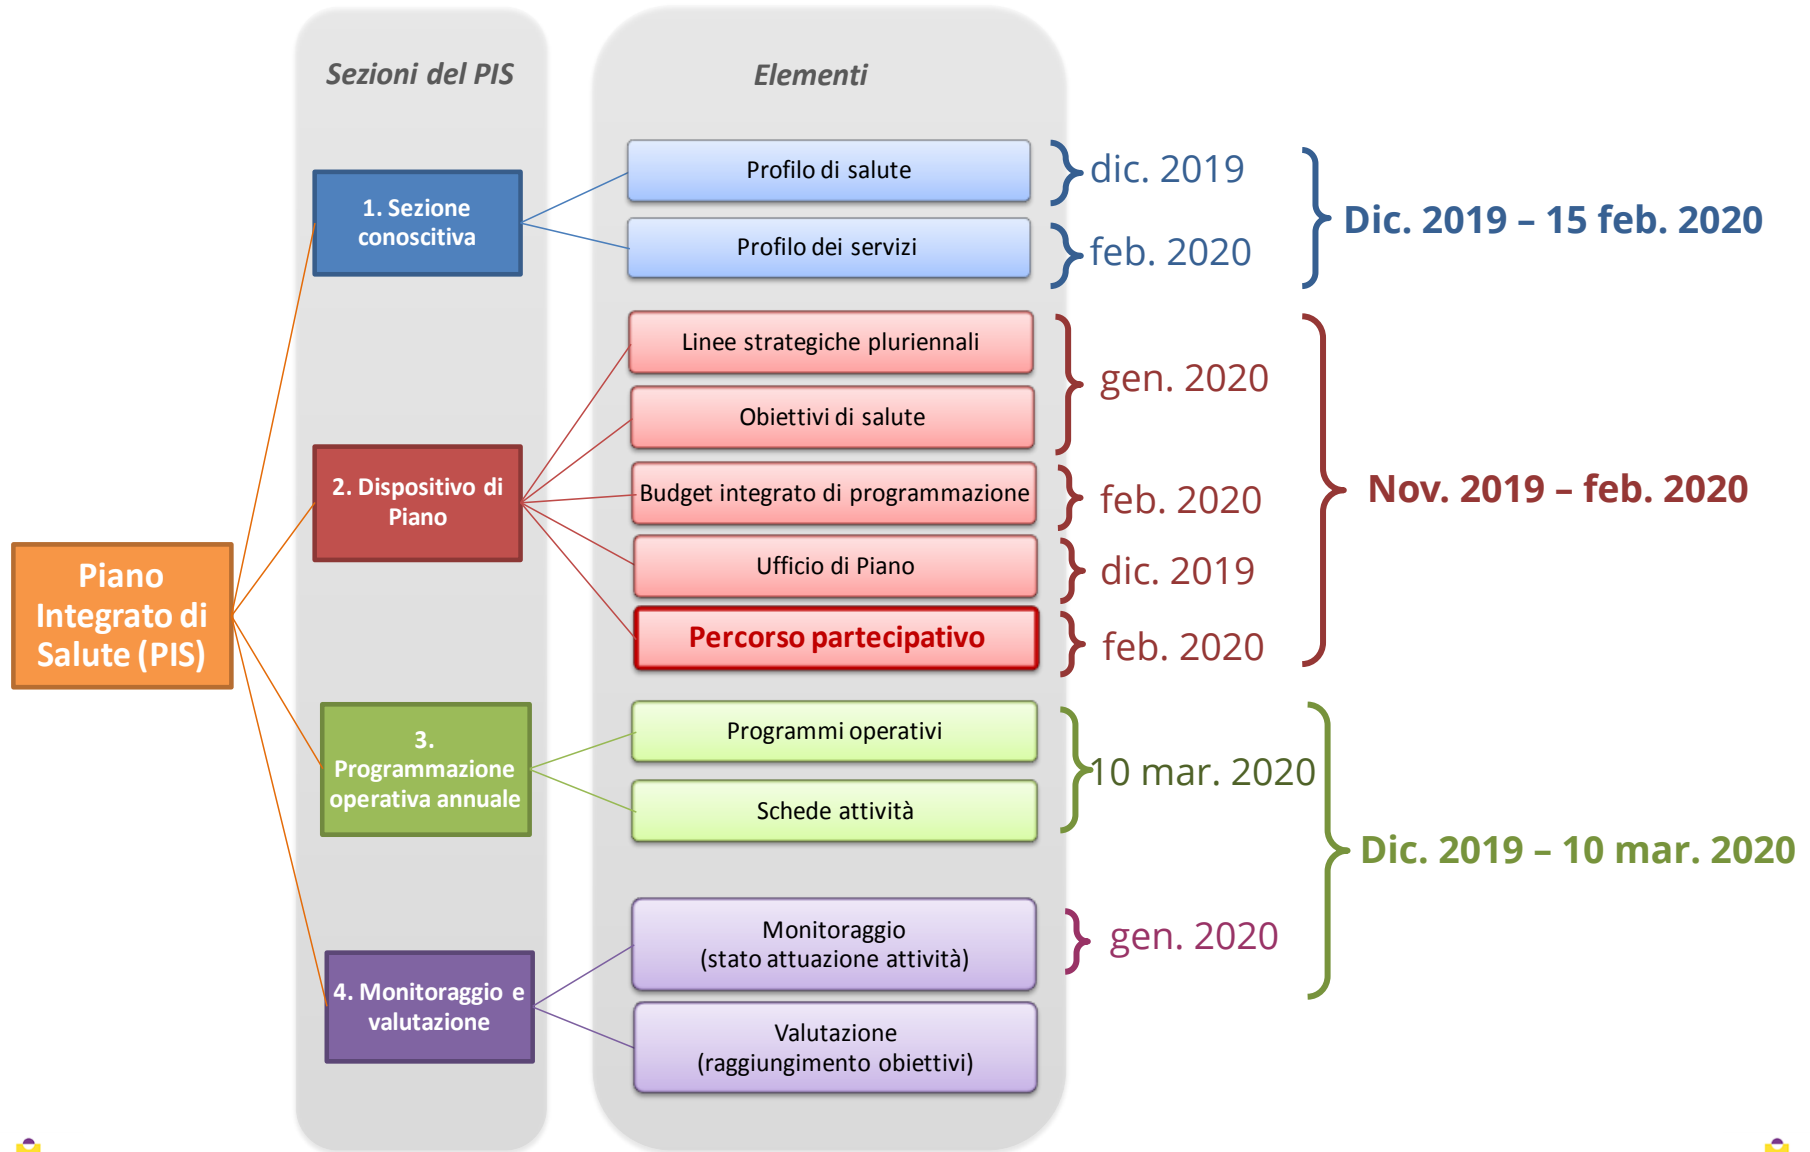 Sezioni del PIS
Elementi
Piano
Integrato di
Salute (PIS)
1. Sezione
conoscitiva
Profilo di salute
dic. 2019
Profilo dei servizi
feb. 2020
Dic. 2019 – 15 feb. 2020
2. Dispositivo di
Piano
Linee strategiche pluriennali
Obiettivi di salute
gen. 2020
Budget integrato di programmazione
feb. 2020
Ufficio di Piano
dic. 2019
Percorso partecipativo
feb. 2020
Nov. 2019 – feb. 2020
3.
Programmazione
operativa annuale
Programmi operativi
Schede attività
10 mar. 2020
Dic. 2019 – 10 mar. 2020
4. Monitoraggio e
valutazione
Monitoraggio
(stato attuazione attività)
gen. 2020
Valutazione
(raggiungimento obiettivi)